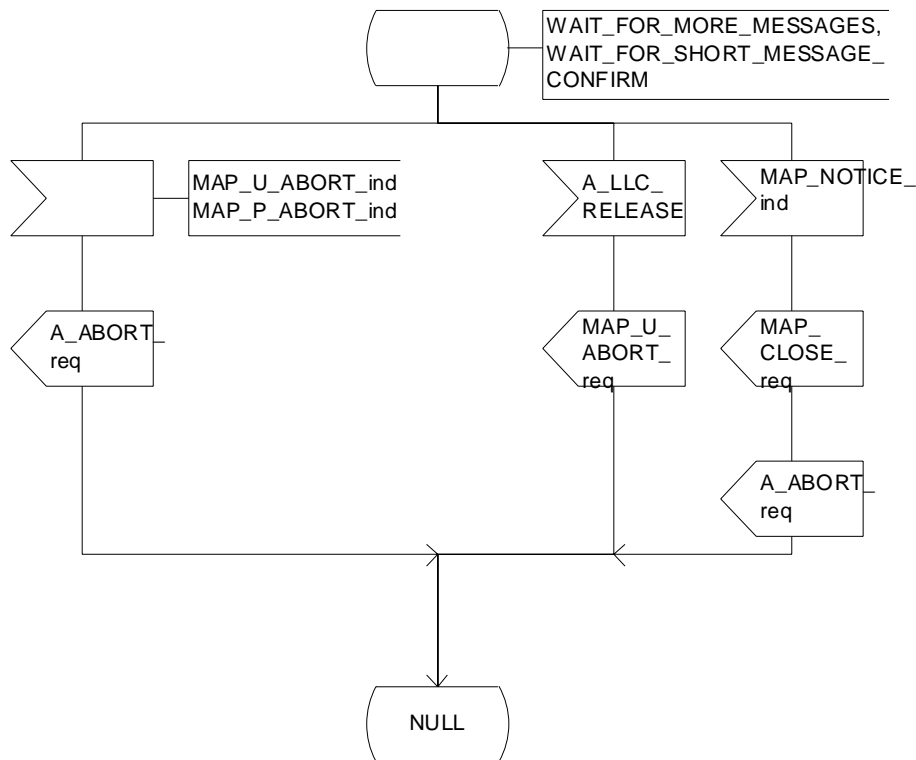 WAIT_FOR_MORE_MESSAGES,
WAIT_FOR_SHORT_MESSAGE_
CONFIRM
MAP_U_ABORT_ind
MAP_P_ABORT_ind
A_LLC_
RELEASE
MAP_NOTICE_
ind
A_ABORT_
req
MAP_U_
ABORT_
req
MAP_
CLOSE_
req
A_ABORT_
req
NULL